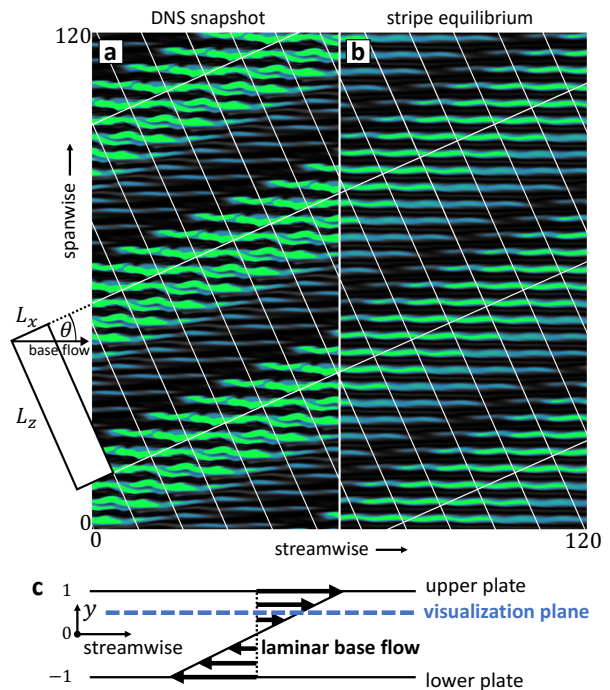 DNS snapshot stripe equilibrium
120
a b
spanwise
L_x
θ
base flow
L_z
0
0 streamwise 120
c
1 upper plate
y visualization plane
0
streamwise laminar base flow
−1 lower plate